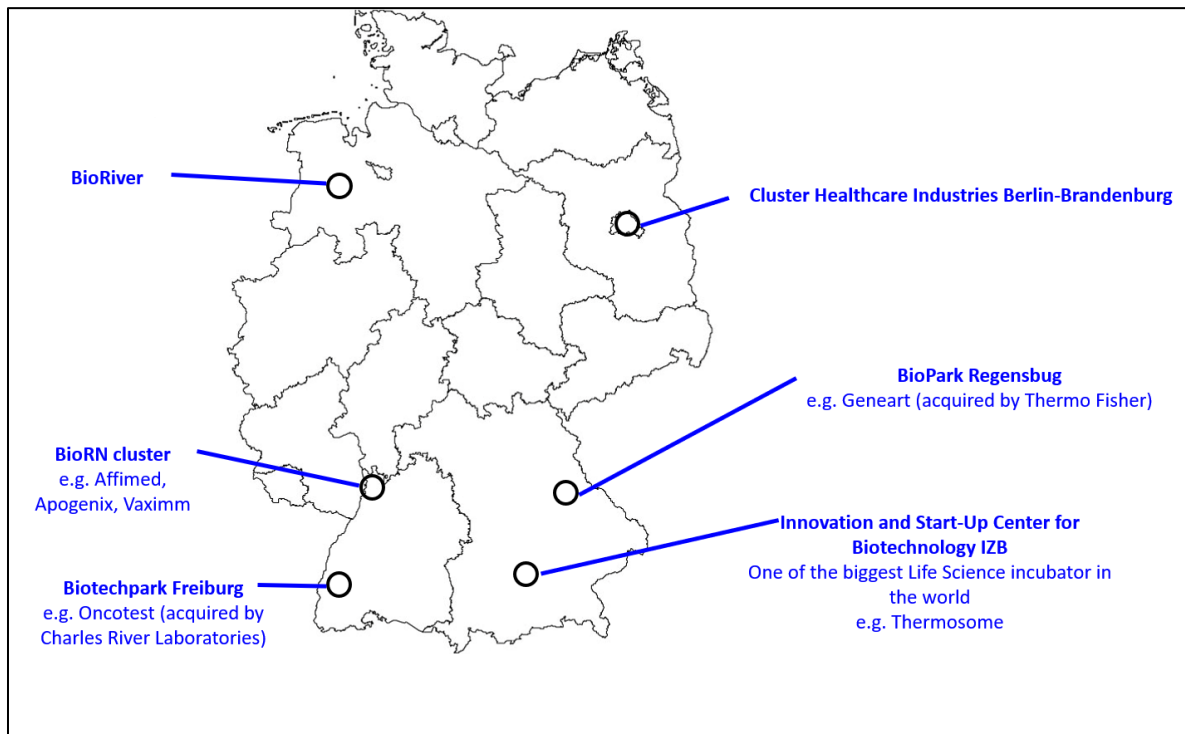 BioRiver
Cluster Healthcare Industries Berlin-Brandenburg
BioPark Regensbug
e.g. Geneart (acquired by Thermo Fisher)
BioRN cluster
e.g. Affimed,
Apogenix, Vaximm
Innovation and Start-Up Center for
Biotechnology IZB
One of the biggest Life Science incubator in
the world
e.g. Thermosome
Biotechpark Freiburg
e.g. Oncotest (acquired by
Charles River Laboratories)